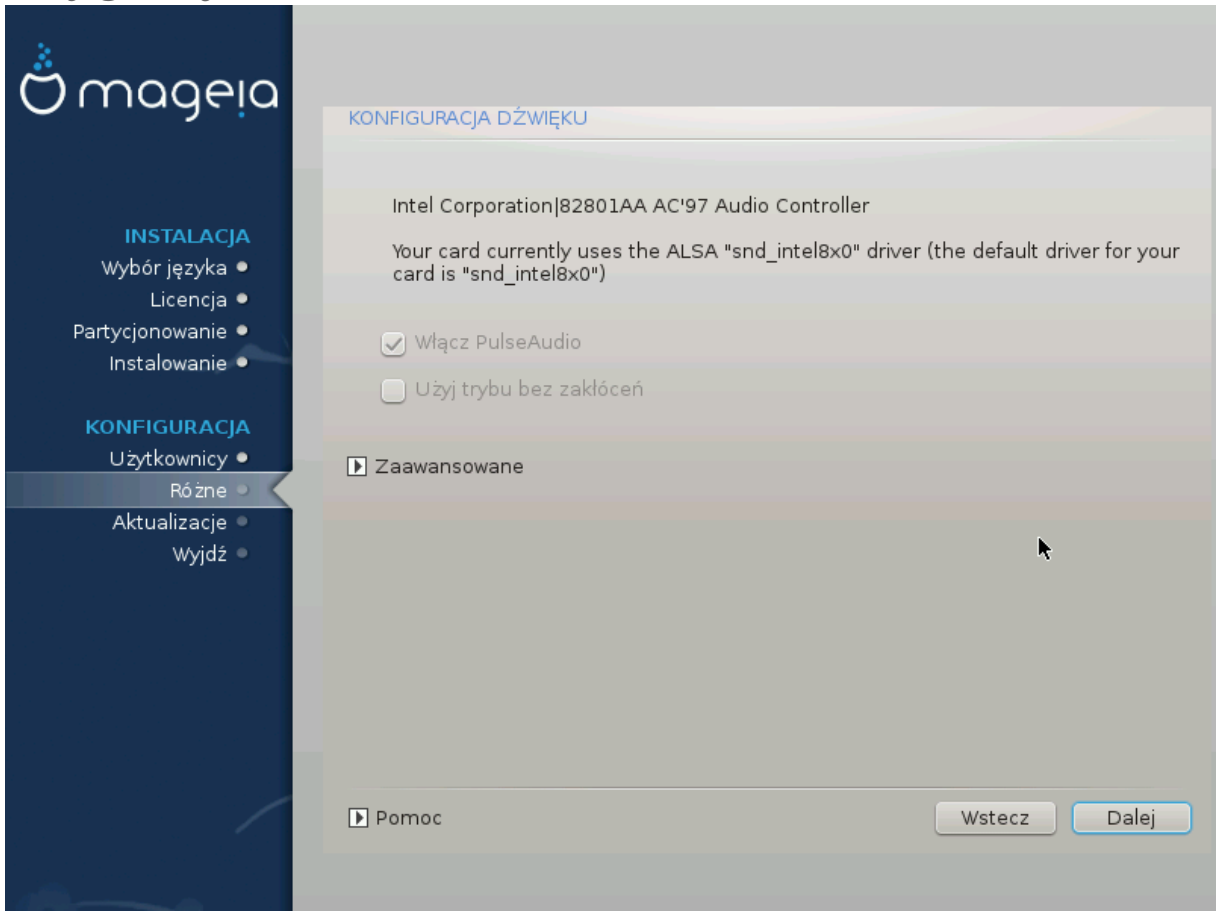 mageia
INSTALACJA
Wybór języka
Licencja
Partycjonowanie
Instalowanie
KONFIGURACJA
Użytkownicy
Różne
Aktualizacje
Wyjdź
KONFIGURACJA DŹWIĘKU
Intel Corporation|82801AA AC'97 Audio Controller
Your card currently uses the ALSA "snd_intel8x0" driver (the default driver for your
card is "snd_intel8x0")
Włącz PulseAudio
Użyj trybu bez zakłóceń
Zaawansowane
Pomoc
Wstecz
Dalej